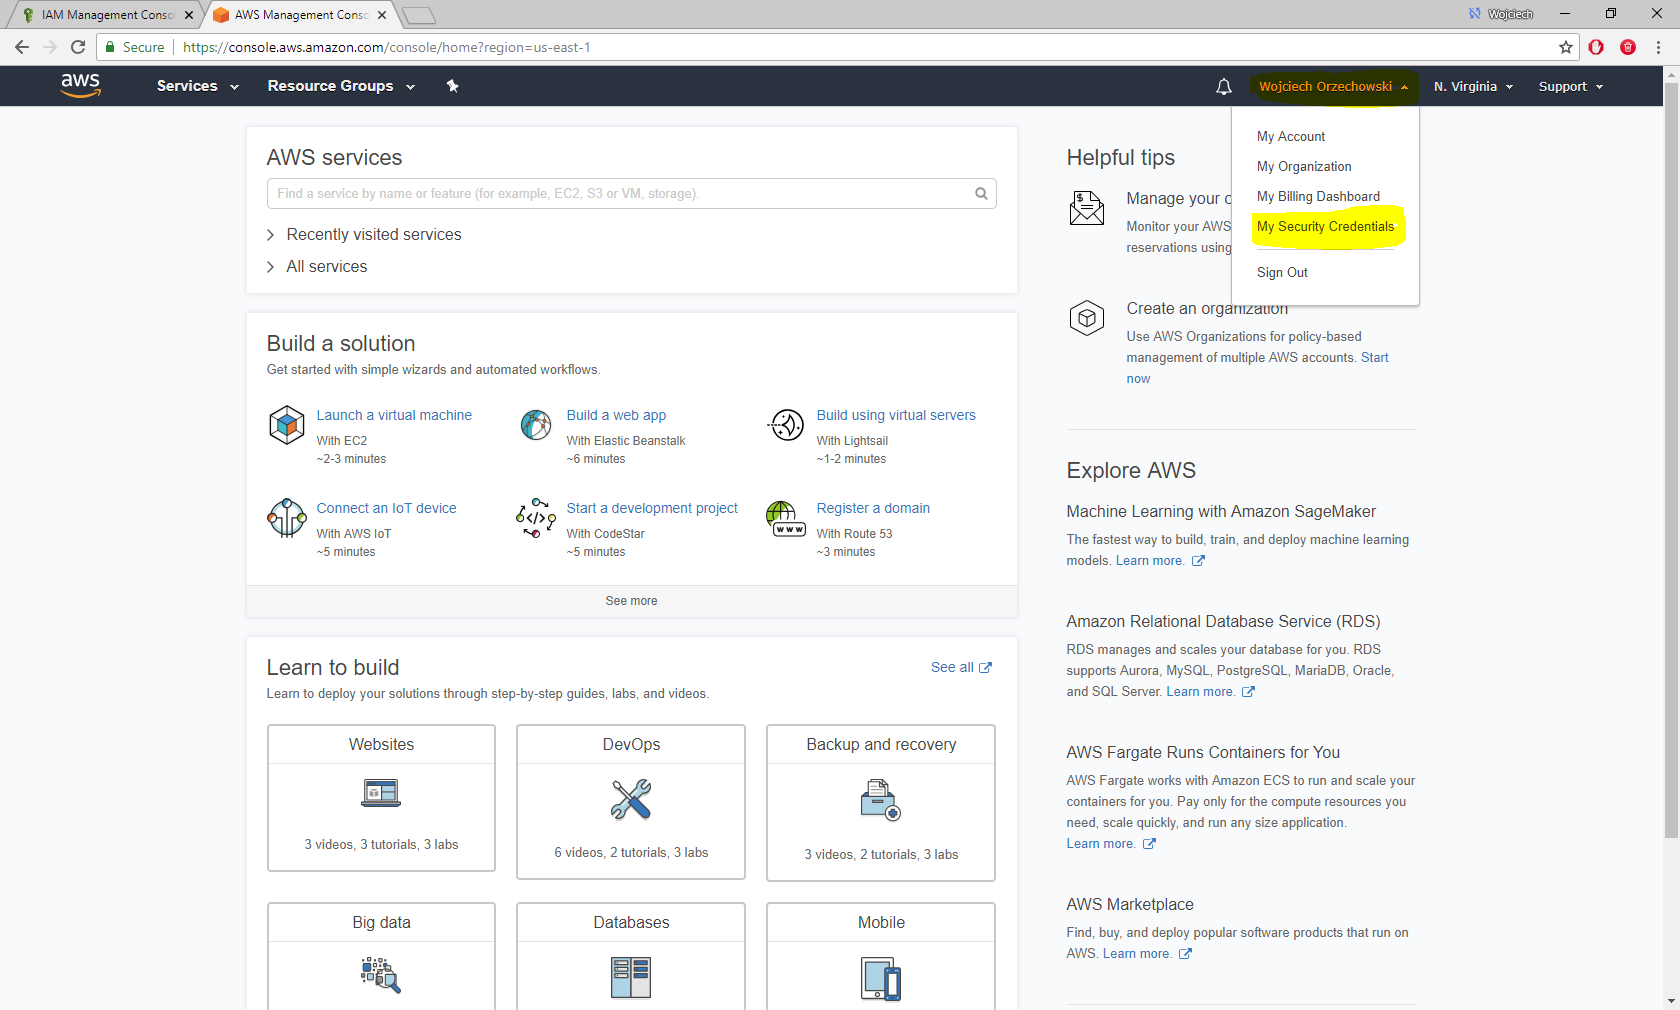 IAM Management Conso
AWS Management Conso
Wojciech
Secure
https://console.aws.amazon.com/console/home?region=us-east-1
aws
Services
Resource Groups
Wojciech Orzechowski
N. Virginia
Support
My Account
My Organization
My Billing Dashboard
My Security Credentials
Sign Out
AWS services
Find a service by name or feature (for example, EC2, S3 or VM, storage).
Recently visited services
All services
Build a solution
Get started with simple wizards and automated workflows.
Launch a virtual machine
With EC2
~2-3 minutes
Build a web app
With Elastic Beanstalk
~6 minutes
Build using virtual servers
With Lightsail
~1-2 minutes
Connect an IoT device
With AWS IoT
~5 minutes
Start a development project
With CodeStar
~5 minutes
Register a domain
With Route 53
~3 minutes
See more
Learn to build
See all
Learn to deploy your solutions through step-by-step guides, labs, and videos.
Websites
3 videos, 3 tutorials, 3 labs
DevOps
6 videos, 2 tutorials, 3 labs
Backup and recovery
3 videos, 2 tutorials, 3 labs
Big data
Databases
Mobile
Helpful tips
Manage your c
Monitor your AWS
reservations using
Create an organization
Use AWS Organizations for policy-based
management of multiple AWS accounts. Start
now
Explore AWS
Machine Learning with Amazon SageMaker
The fastest way to build, train, and deploy machine learning
models. Learn more.
Amazon Relational Database Service (RDS)
RDS manages and scales your database for you. RDS
supports Aurora, MySQL, PostgreSQL, MariaDB, Oracle,
and SQL Server. Learn more.
AWS Fargate Runs Containers for You
AWS Fargate works with Amazon ECS to run and scale your
containers for you. Pay only for the compute resources you
need, scale quickly, and run any size application.
Learn more.
AWS Marketplace
Find, buy, and deploy popular software products that run on
AWS. Learn more.